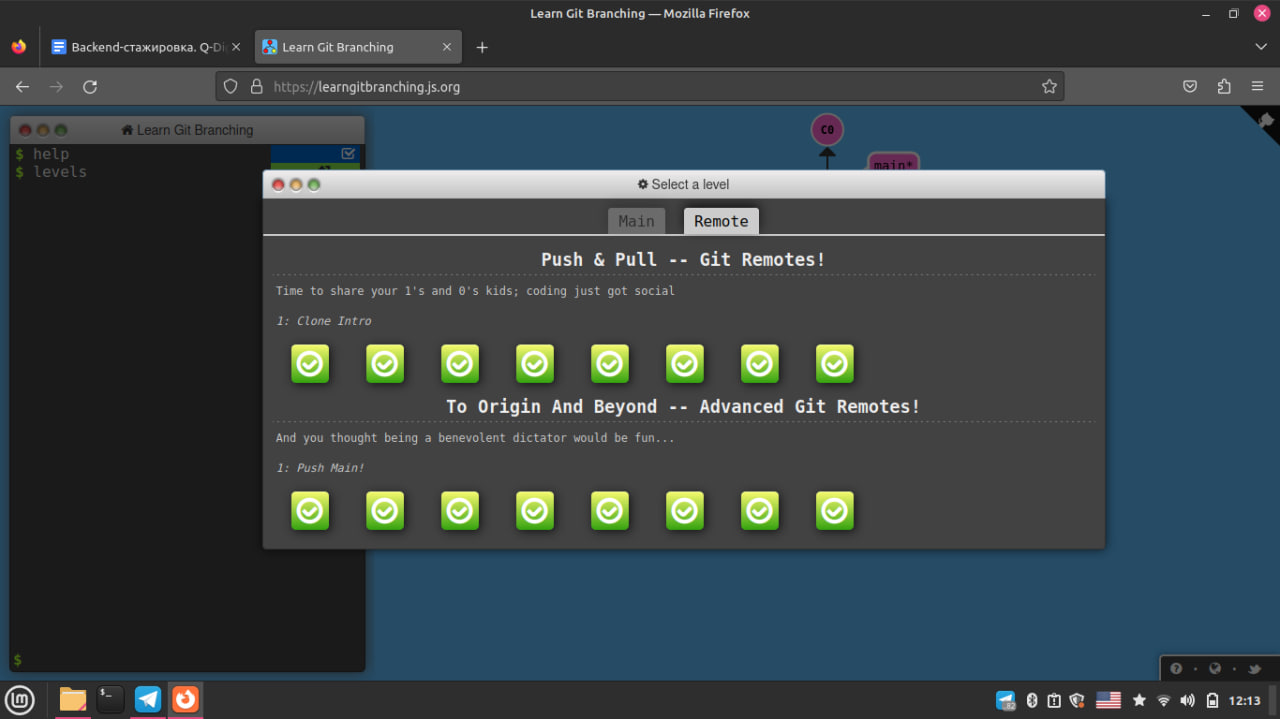 Learn Git Branching — Mozilla Firefox
Backend-стажировка. Q-Di
Learn Git Branching
https://learngitbranching.js.org
Learn Git Branching
$ help
$ levels
C0
main*
Select a level
Main
Remote
Push & Pull -- Git Remotes!
Time to share your 1's and 0's kids; coding just got social
1: Clone Intro
To Origin And Beyond -- Advanced Git Remotes!
And you thought being a benevolent dictator would be fun...
1: Push Main!
$
$_
82
12:13